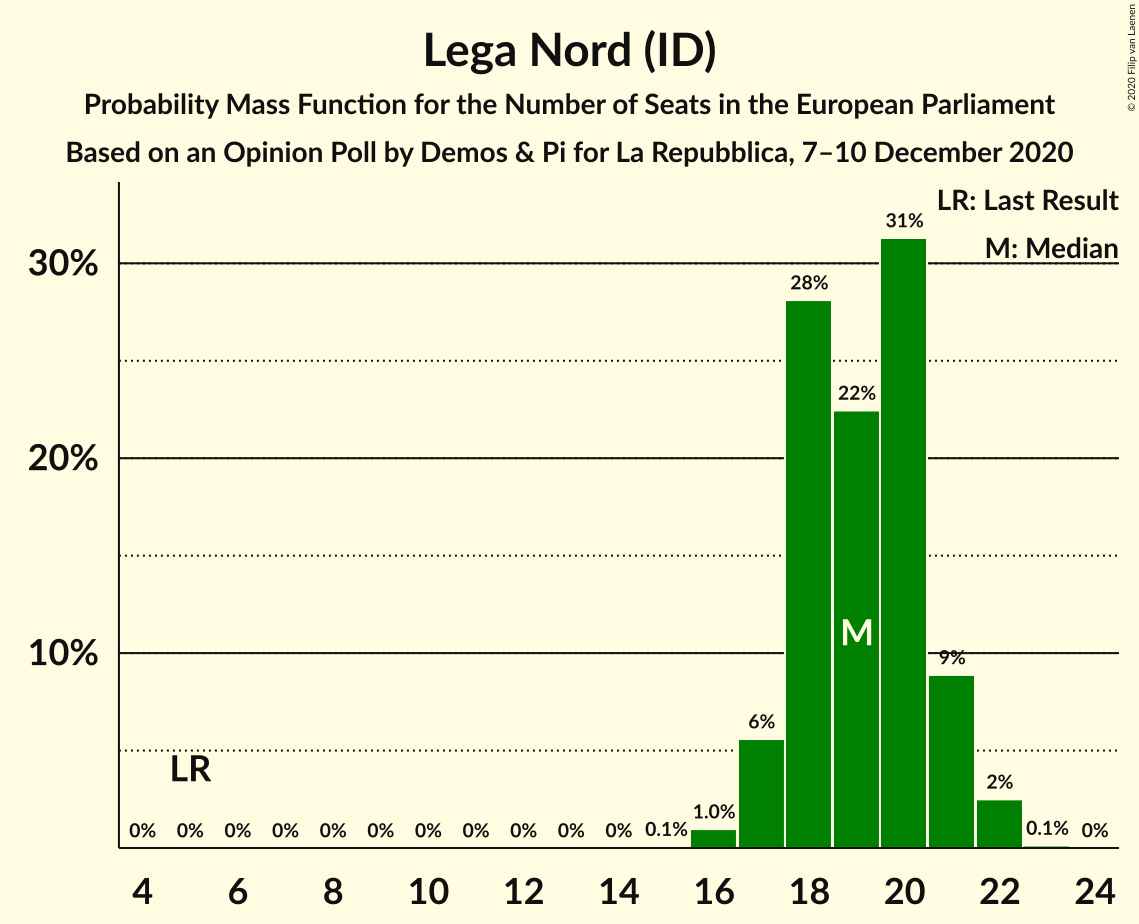 Lega Nord (ID)
Probability Mass Function for the Number of Seats in the European Parliament
Based on an Opinion Poll by Demos & Pi for La Repubblica, 7–10 December 2020
© 2020 Filip van Laenen
LR: Last Result
M: Median
30%
20%
10%
31%
28%
22%
M
9%
6%
LR
2%
0% 0% 0% 0% 0% 0% 0% 0% 0% 0% 0% 0.1% 1.0% 0.1% 0%
4 6 8 10 12 14 16 18 20 22 24